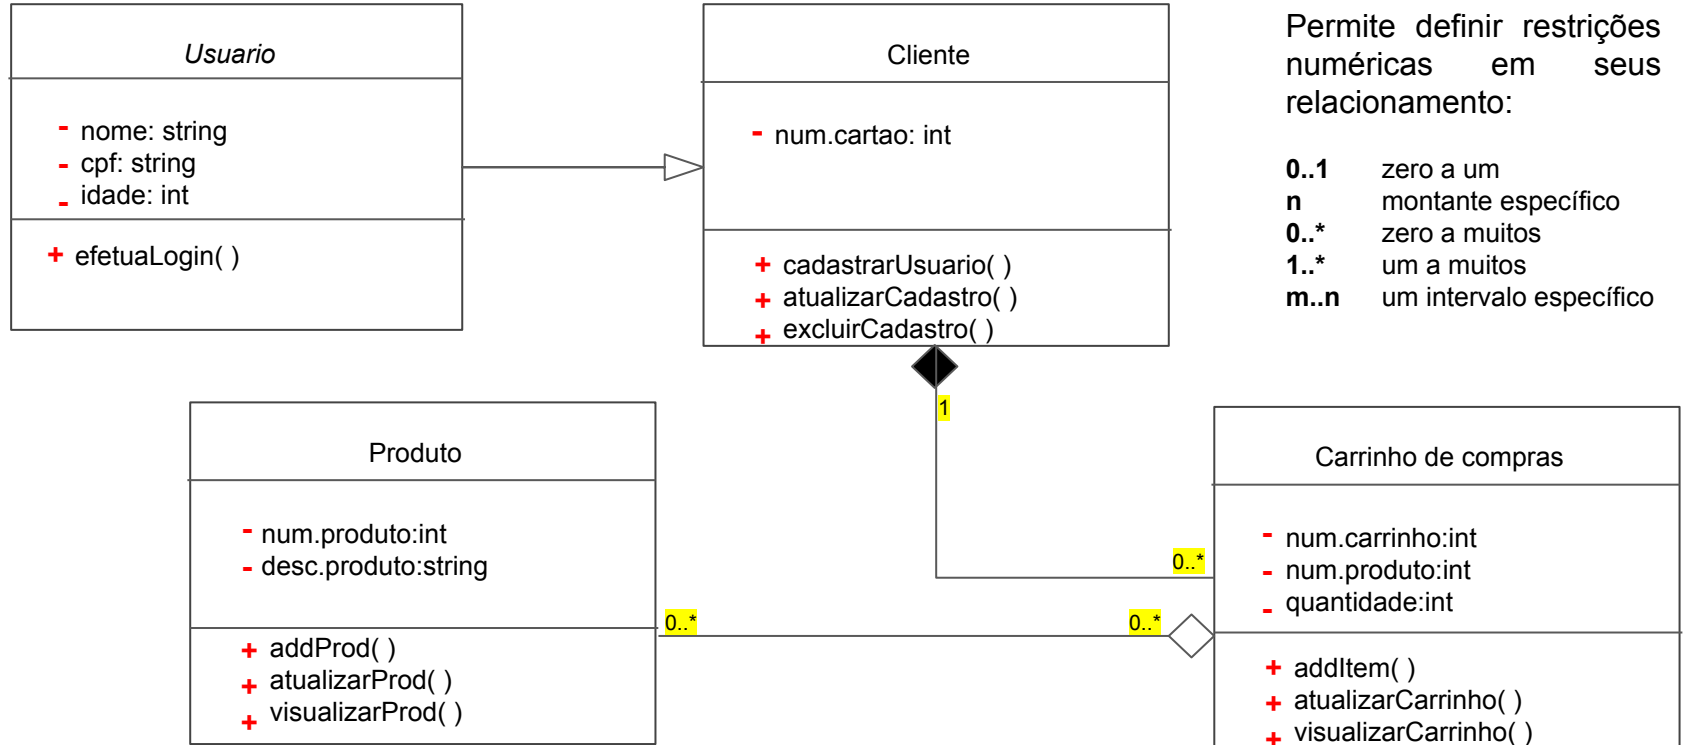 Usuario
- nome: string
- cpf: string
- idade: int
+ efetuaLogin( )
Cliente
- num.cartao: int
+ cadastrarUsuario( )
+ atualizarCadastro( )
+ excluirCadastro( )
Permite definir restrições
numéricas em seus
relacionamento:
0..1 zero a um
n montante específico
0..* zero a muitos
1..* um a muitos
m..n um intervalo específico
1
0..*
Produto
- num.produto:int
- desc.produto:string
+ addProd( )
+ atualizarProd( )
+ visualizarProd( )
0..*
0..*
Carrinho de compras
- num.carrinho:int
- num.produto:int
- quantidade:int
+ addItem( )
+ atualizarCarrinho( )
+ visualizarCarrinho( )